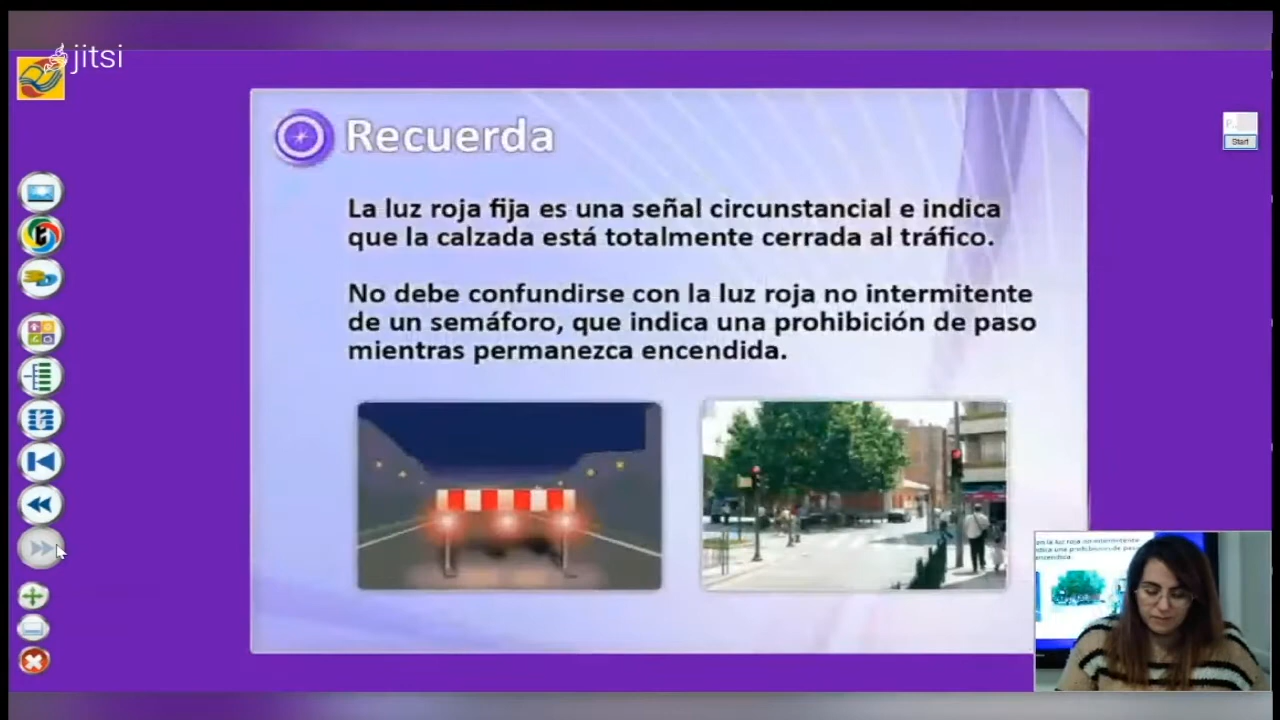 jitsi
Recuerda
Start
La luz roja fija es una señal circunstancial e indica
que la calzada está totalmente cerrada al tráfico.
No debe confundirse con la luz roja no intermitente
de un semáforo, que indica una prohibición de paso
mientras permanezca encendida.